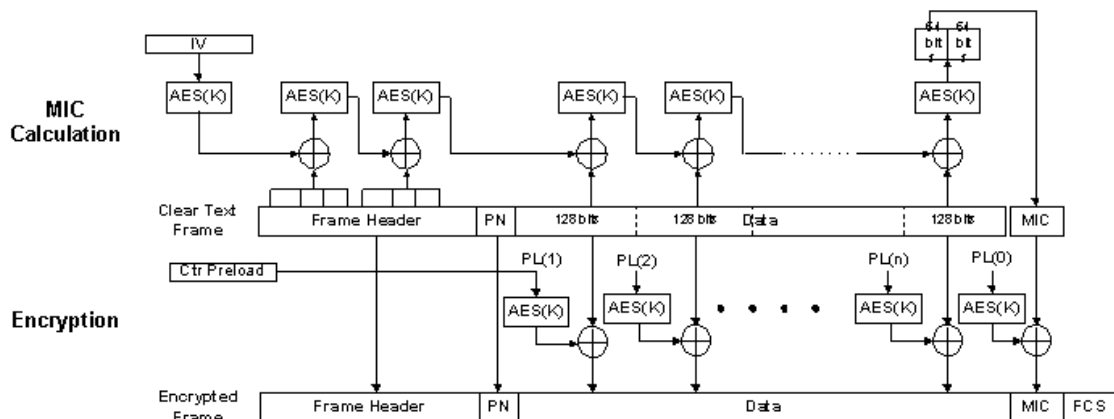 64 64
bit bit
s s
IV
AES(K) AES(K) AES(K) AES(K) AES(K) AES(K)
MIC
Calculation
Clear Text
Frame
Frame Header PN 128 bits 128 bits Data 128 bits MIC
Ctr Preload
PL(1) PL(2) PL(n) PL(0)
AES(K) AES(K) AES(K) AES(K)
Encryption
Encrypted
Frame
Frame Header PN Data MIC FCS